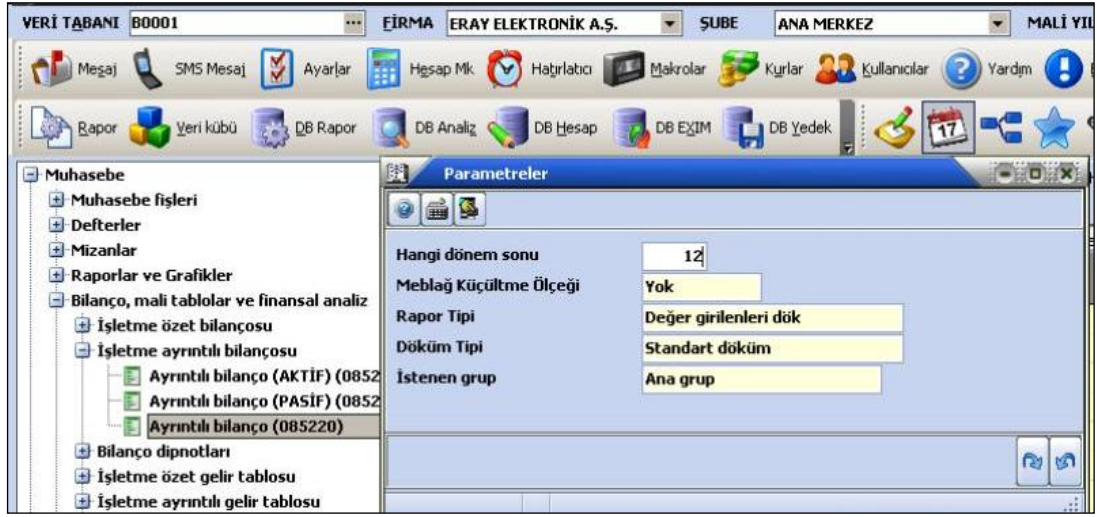 VERİ TABANI B0001 ... FİRMA ERAY ELEKTRONİK A.Ş. ŞUBE ANA MERKEZ MALİ YIL
Mesaj SMS Mesaj Ayarlar Hesap Mk. Hatırlatıcı Makrolar Kurlar Kullanıcılar Yardım
Rapor Veri kübü DB Rapor DB Analiz DB Hesap DB EXIM DB Yedek 17
Muhasebe
Muhasebe fişleri
Defterler
Mizanlar
Raporlar ve Grafikler
Bilanço, mali tablolar ve finansal analiz
İşletme özet bilançosu
İşletme ayrıntılı bilançosu
Ayrıntılı bilanço (AKTİF) (0852
Ayrıntılı bilanço (PASİF) (0852
Ayrıntılı bilanço (085220)
Bilanço dipnotları
İşletme özet gelir tablosu
İşletme ayrıntılı gelir tablosu
Parametreler
Hangi dönem sonu 12
Meblağ Küçültme Ölçeği Yok
Rapor Tipi Değer girilenleri dök
Döküm Tipi Standart döküm
İstenen grup Ana grup